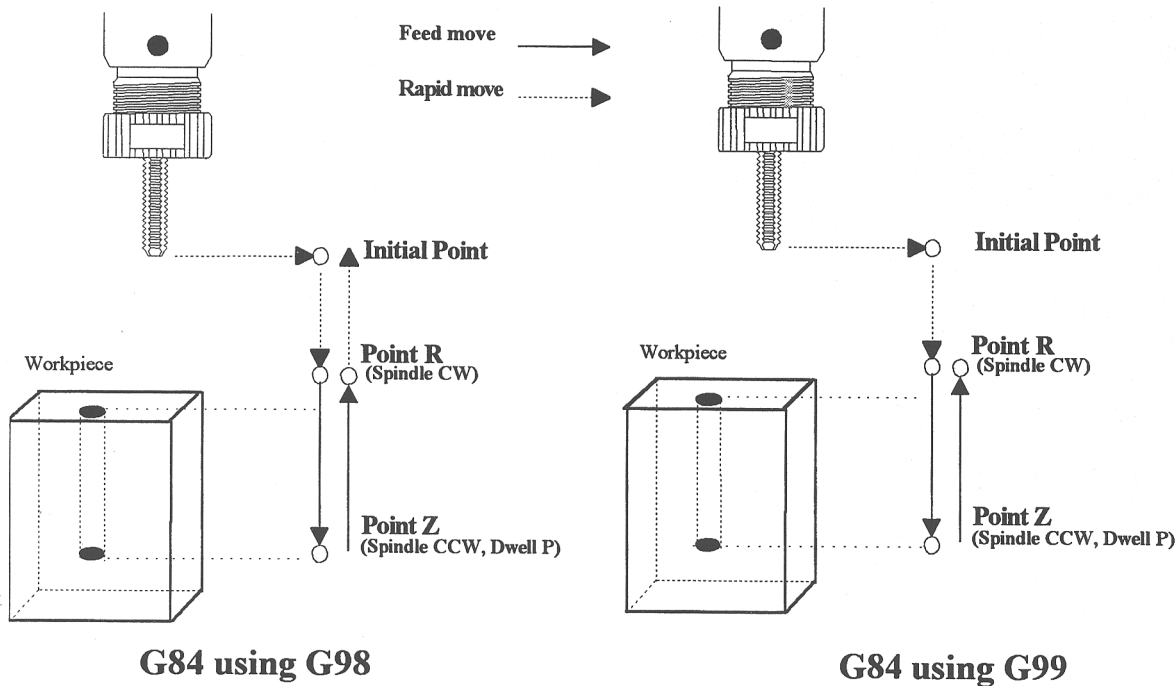 Feed move
Rapid move
Initial Point
Workpiece
Point R
(Spindle CW)
Point Z
(Spindle CCW, Dwell P)
G84 using G98
Initial Point
Workpiece
Point R
(Spindle CW)
Point Z
(Spindle CCW, Dwell P)
G84 using G99